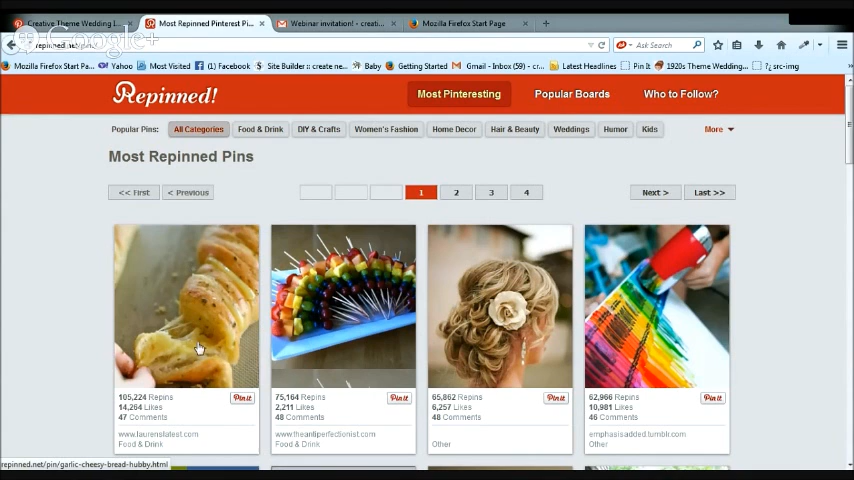 Creative Theme Wedding I...
Most Repinned Pinterest Pi...
Webinar invitation! - creati...
Mozilla Firefox Start Page
Google+
repinned.net/pin/
Ask Search
Mozilla Firefox Start Pa... Yahoo Most Visited (1) Facebook Site Builder :: create ne... Baby Getting Started Gmail - Inbox (59) - cr... Latest Headlines Pin It 1920s Theme Wedding... ?¿ src-img
Repinned! Most Pinteresting Popular Boards Who to Follow?
Popular Pins: All Categories Food & Drink DIY & Crafts Women's Fashion Home Decor Hair & Beauty Weddings Humor Kids More
Most Repinned Pins
<< First < Previous 1 2 3 4 Next > Last >>
105,224 Repins
14,264 Likes
47 Comments
Pin it
www.laurenslatest.com
Food & Drink
75,164 Repins
2,211 Likes
48 Comments
Pin it
www.theantiperfectionist.com
Food & Drink
65,862 Repins
6,257 Likes
48 Comments
Pin it
Other
62,966 Repins
10,981 Likes
46 Comments
Pin it
emphasisadded.tumblr.com
Other
repinned.net/pin/garlic-cheesy-bread-hubby.html